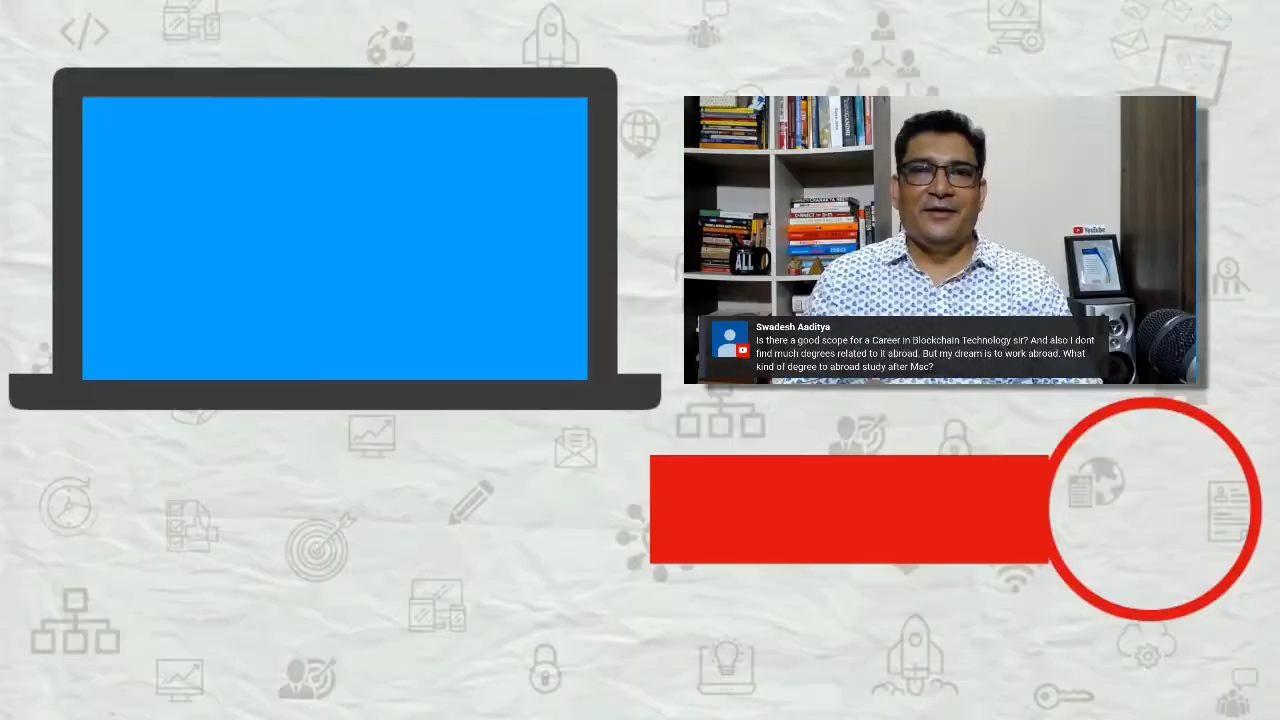 YouTube
ALL
Swadesh Aaditya
Is there a good scope for a Career in Blockchain Technology sir? And also I dont
find much degrees related to it abroad. But my dream is to work abroad. What
kind of degree to abroad study after Msc?